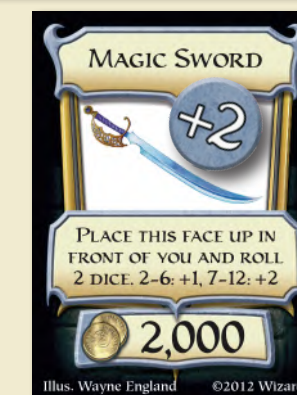 Magic Sword
+2
Place this face up in
front of you and roll
2 dice. 2-6: +1, 7-12: +2
2,000
Illus. Wayne England ©2012 Wizar